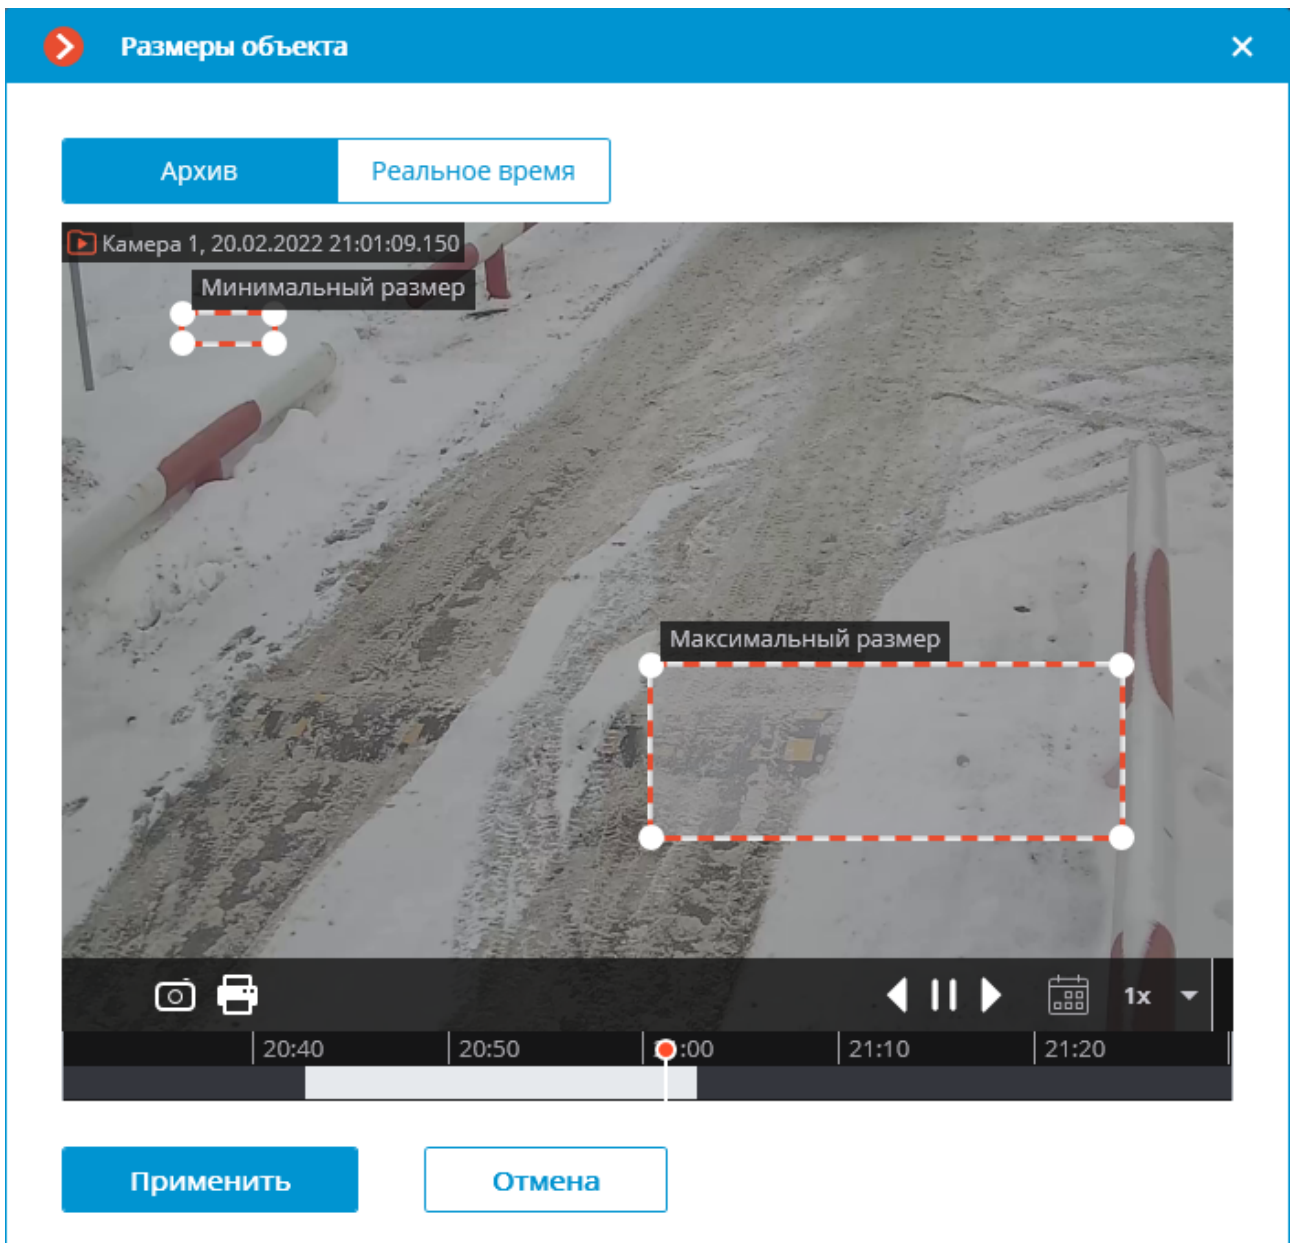 Размеры объекта
Архив
Реальное время
Камера 1, 20.02.2022 21:01:09.150
Минимальный размер
Максимальный размер
1x
20:40
20:50
:00
21:10
21:20
Применить
Отмена